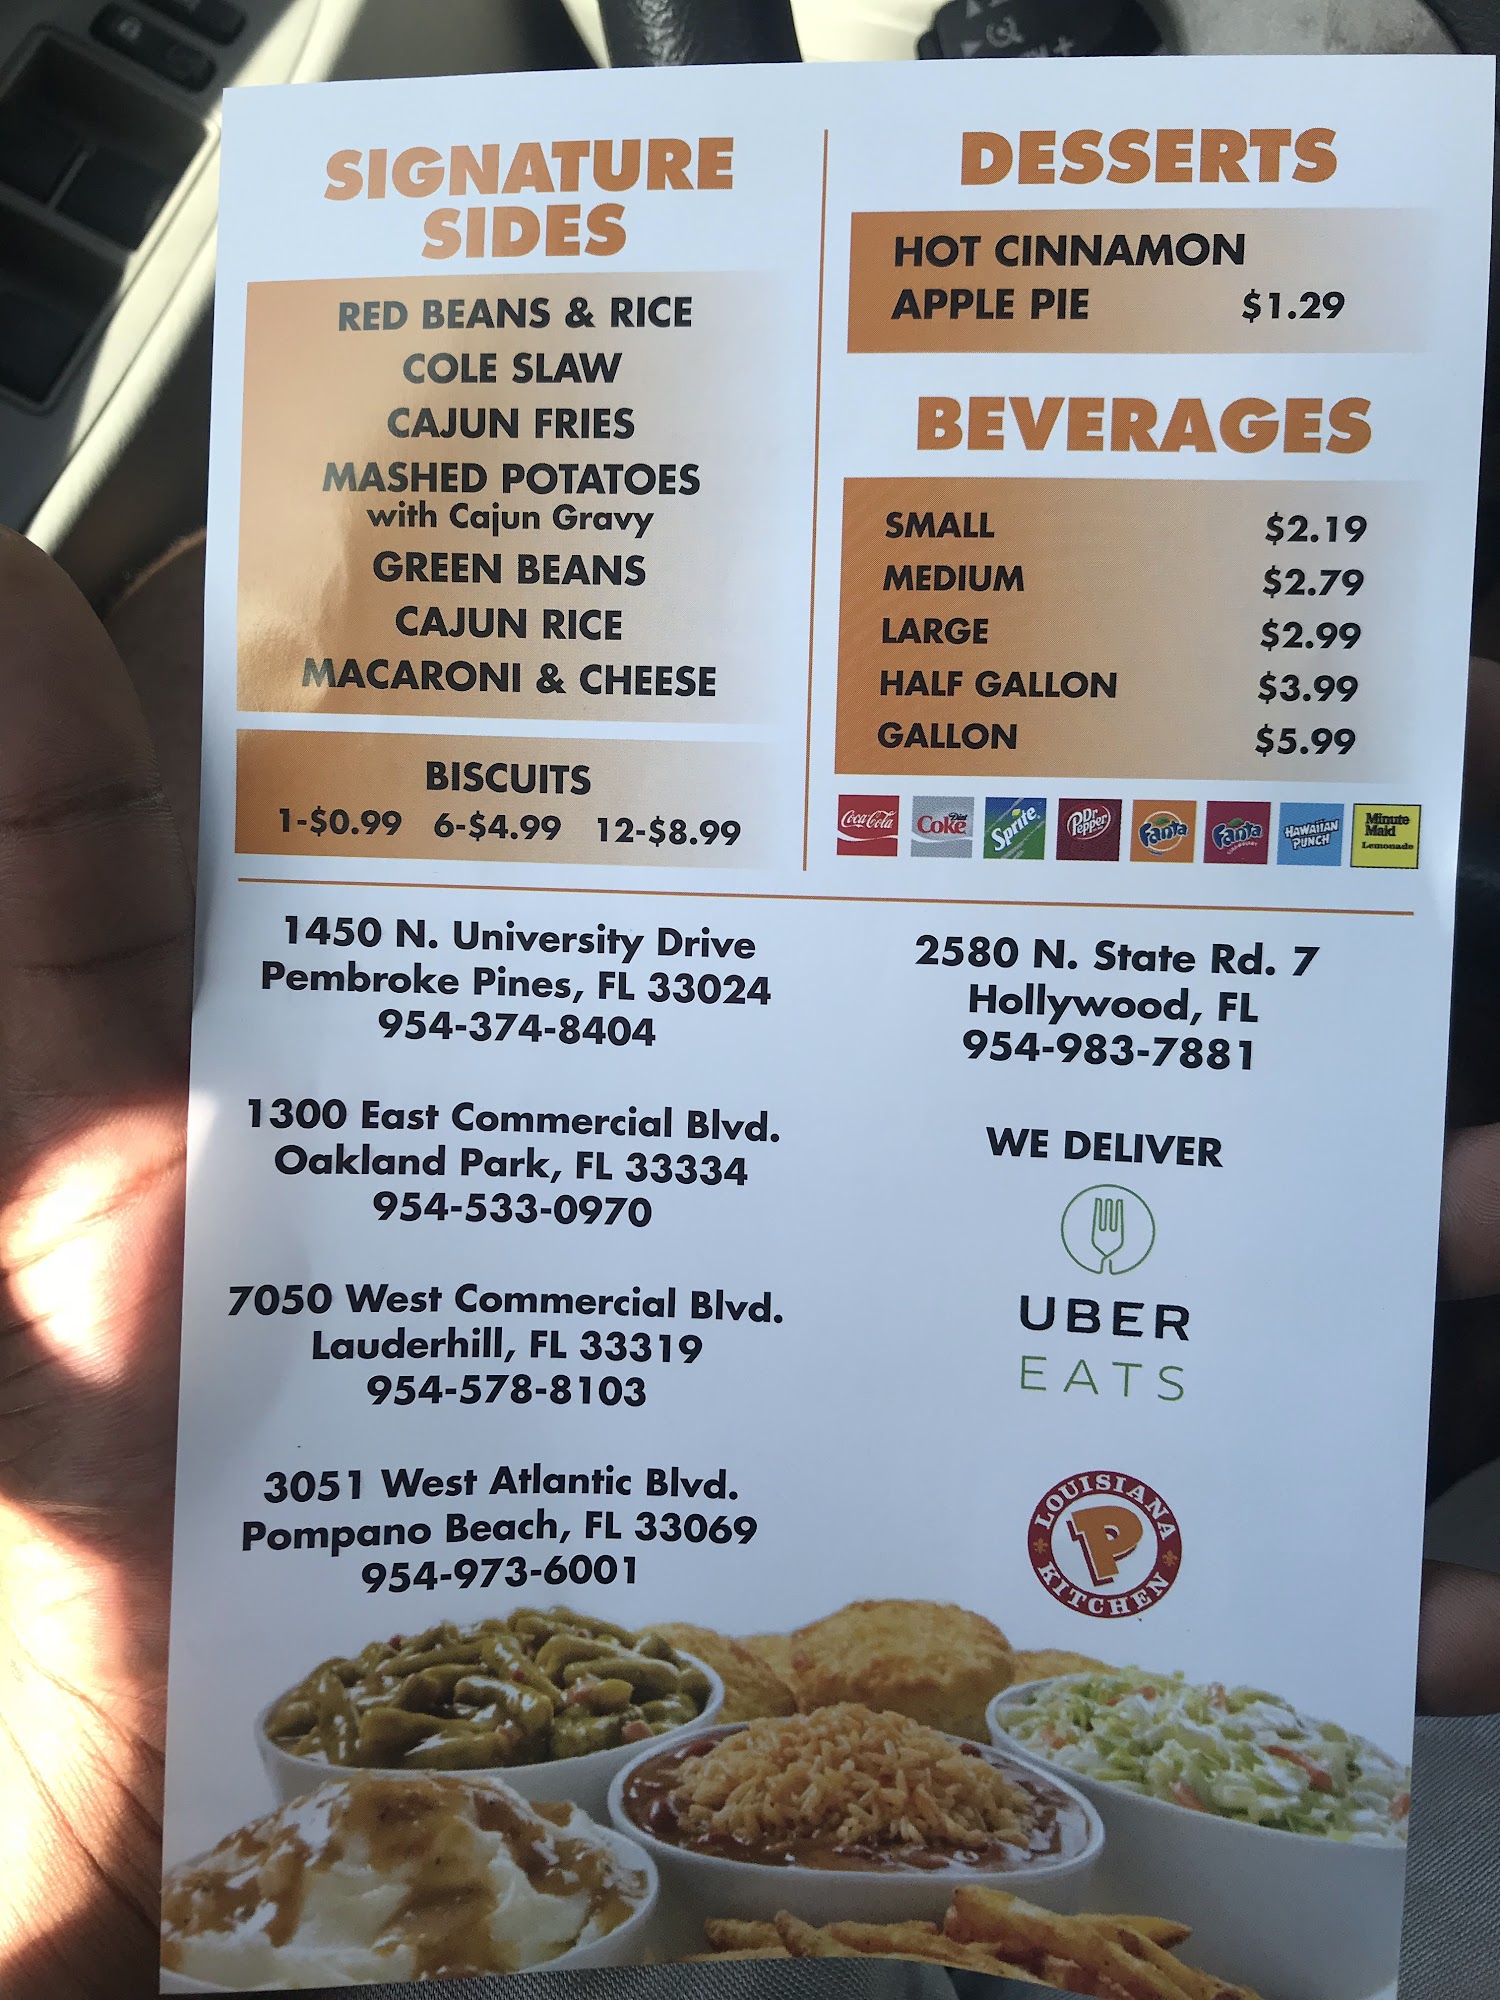 SIGNATURE
SIDES
RED BEANS & RICE
COLE SLAW
CAJUN FRIES
MASHED POTATOES
with Cajun Gravy
GREEN BEANS
CAJUN RICE
MACARONI & CHEESE
BISCUITS
1-$0.99 6-$4.99 12-$8.99
DESSERTS
HOT CINNAMON
APPLE PIE $1.29
BEVERAGES
SMALL $2.19
MEDIUM $2.79
LARGE $2.99
HALF GALLON $3.99
GALLON $5.99
Coca-Cola
Diet
Coke
Sprite
Dr
Pepper
Fanta
Fanta
HAWAIIAN
PUNCH
Minute
Maid
Lemonade
1450 N. University Drive
Pembroke Pines, FL 33024
954-374-8404
1300 East Commercial Blvd.
Oakland Park, FL 33334
954-533-0970
7050 West Commercial Blvd.
Lauderhill, FL 33319
954-578-8103
3051 West Atlantic Blvd.
Pompano Beach, FL 33069
954-973-6001
2580 N. State Rd. 7
Hollywood, FL
954-983-7881
WE DELIVER
UBER
EATS
LOUISIANA
P
KITCHEN